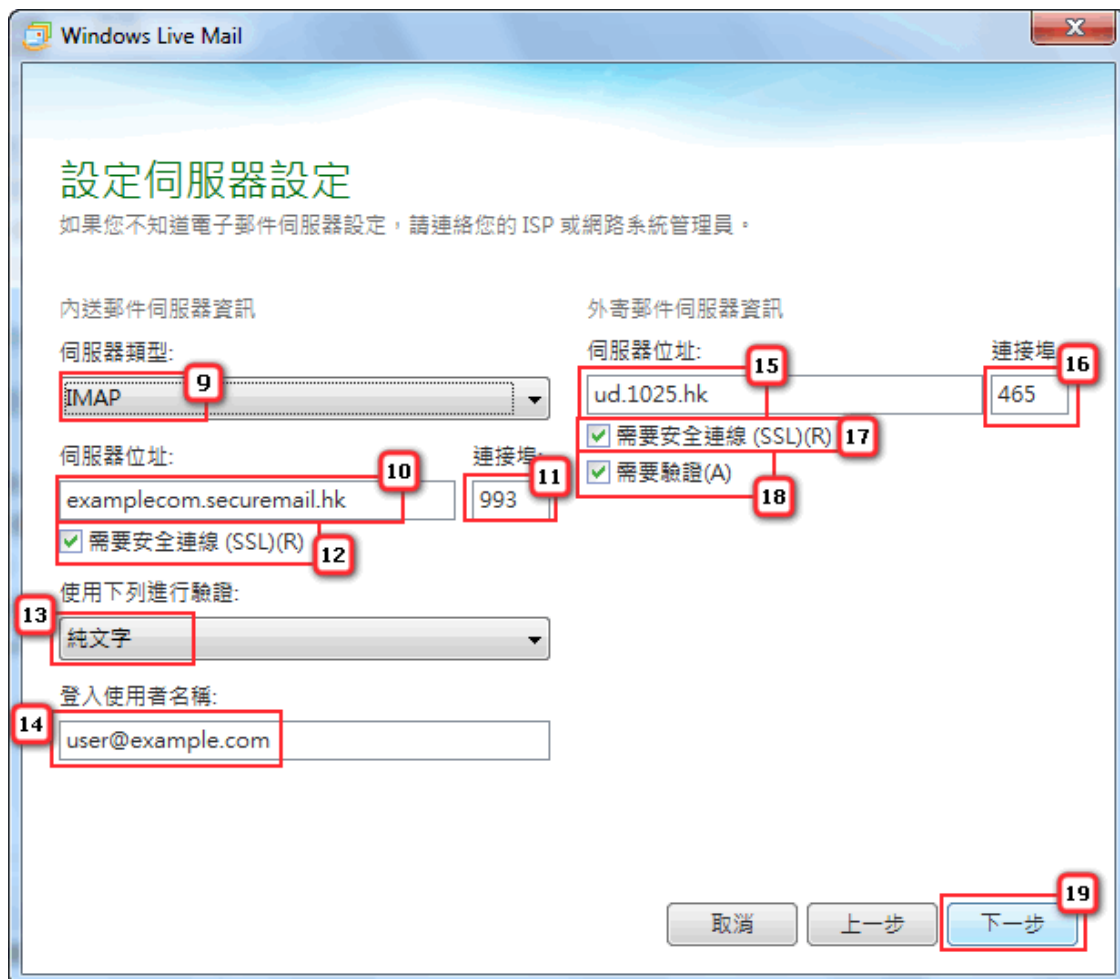 Windows Live Mail
設定伺服器設定
如果您不知道電子郵件伺服器設定，請連絡您的 ISP 或網路系統管理員。
內送郵件伺服器資訊
伺服器類型:
9
IMAP
伺服器位址:
連接埠:
10
11
examplecom.securemail.hk
993
需要安全連線 (SSL)(R)
12
使用下列進行驗證:
13
純文字
登入使用者名稱:
14
user@example.com
外寄郵件伺服器資訊
伺服器位址:
連接埠
15
16
ud.1025.hk
465
需要安全連線 (SSL)(R)
17
需要驗證(A)
18
取消
上一步
下一步
19